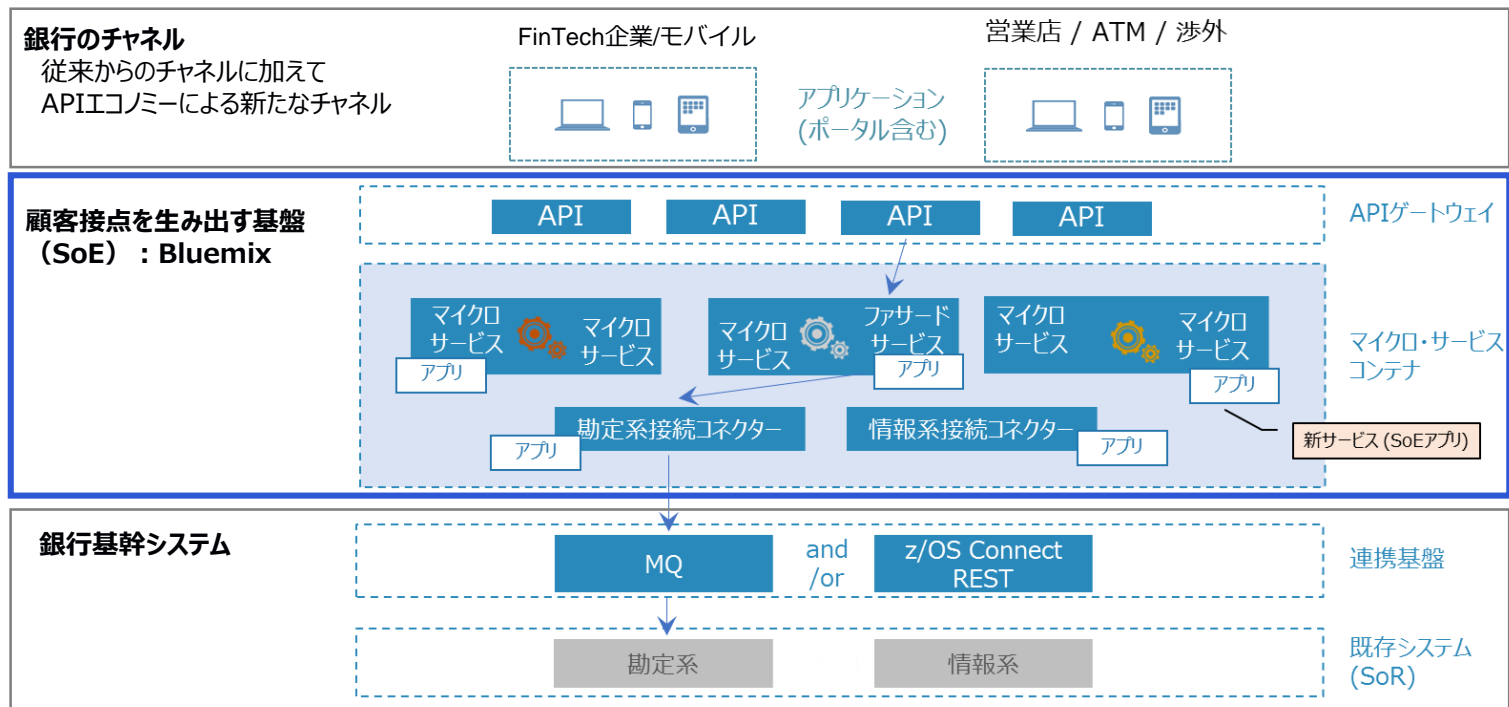 銀行のチャネル
従来からのチャネルに加えて
APIエコノミーによる新たなチャネル
FinTech企業/モバイル
営業店 / ATM / 渉外
アプリケーション
(ポータル含む)
顧客接点を生み出す基盤
（SoE）：Bluemix
API
API
API
API
APIゲートウェイ
マイクロ
サービス
マイクロ
サービス
アプリ
マイクロ
サービス
ファサード
サービス
アプリ
マイクロ
サービス
マイクロ
サービス
アプリ
マイクロ・サービス
コンテナ
勘定系接続コネクター
アプリ
情報系接続コネクター
アプリ
新サービス (SoEアプリ)
銀行基幹システム
MQ
and
/or
z/OS Connect
REST
連携基盤
勘定系
情報系
既存システム
(SoR)